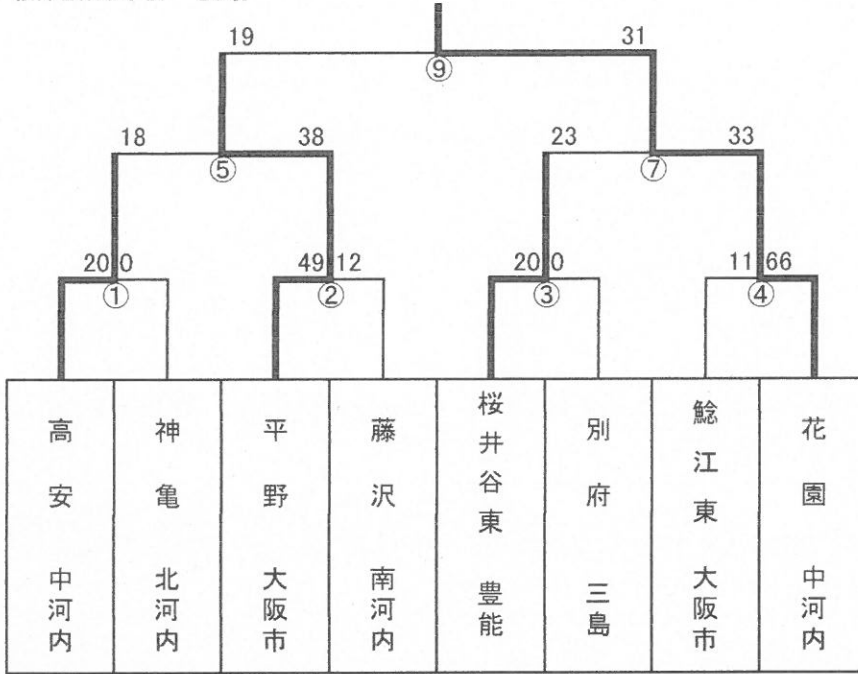 19 31
⑨
18 38 23 33
⑤ ⑦
20 0 49 12 20 0 11 66
① ② ③ ④
高安 中河内
神亀 北河内
平野 大阪市
藤沢 南河内
桜井谷東 豊能
別府 三島
鯰江東 大阪市
花園 中河内